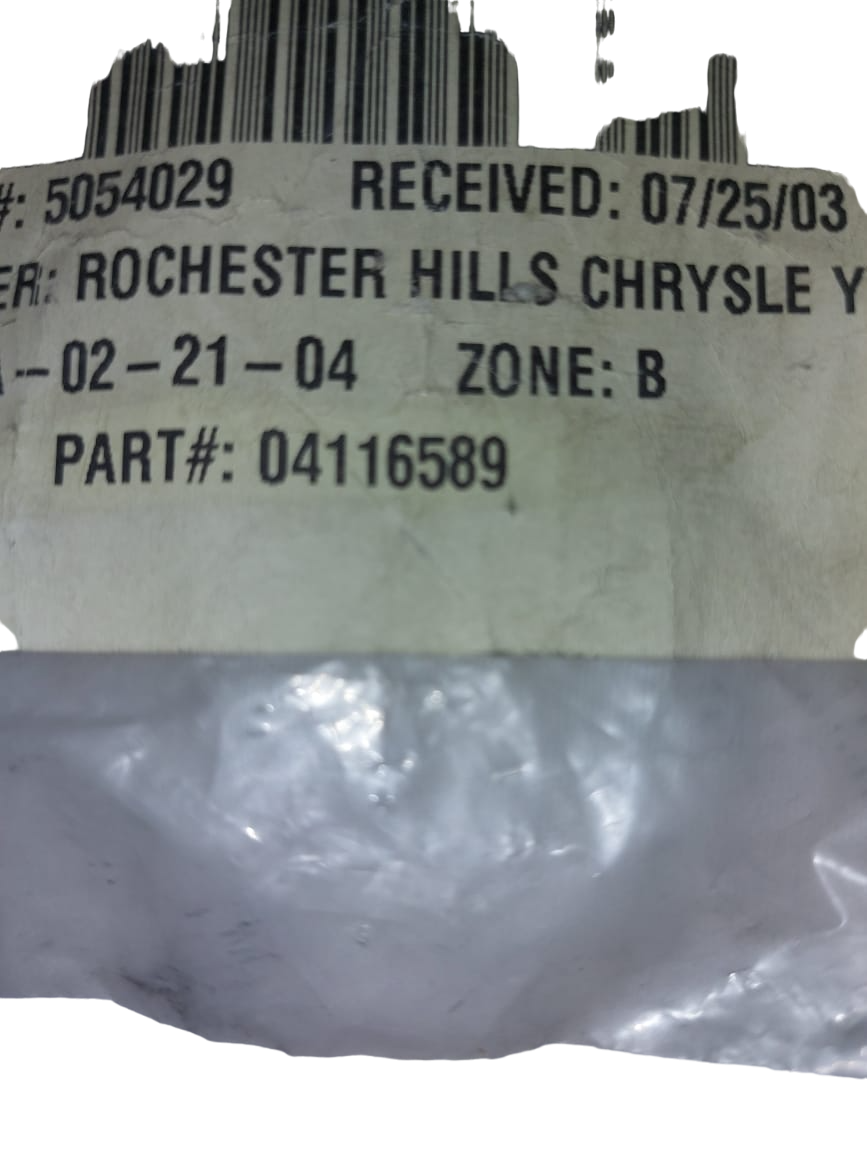 #: 5054029 RECEIVED: 07/25/03
ER: ROCHESTER HILLS CHRYSLE Y
-02-21-04 ZONE: B
PART#: 04116589